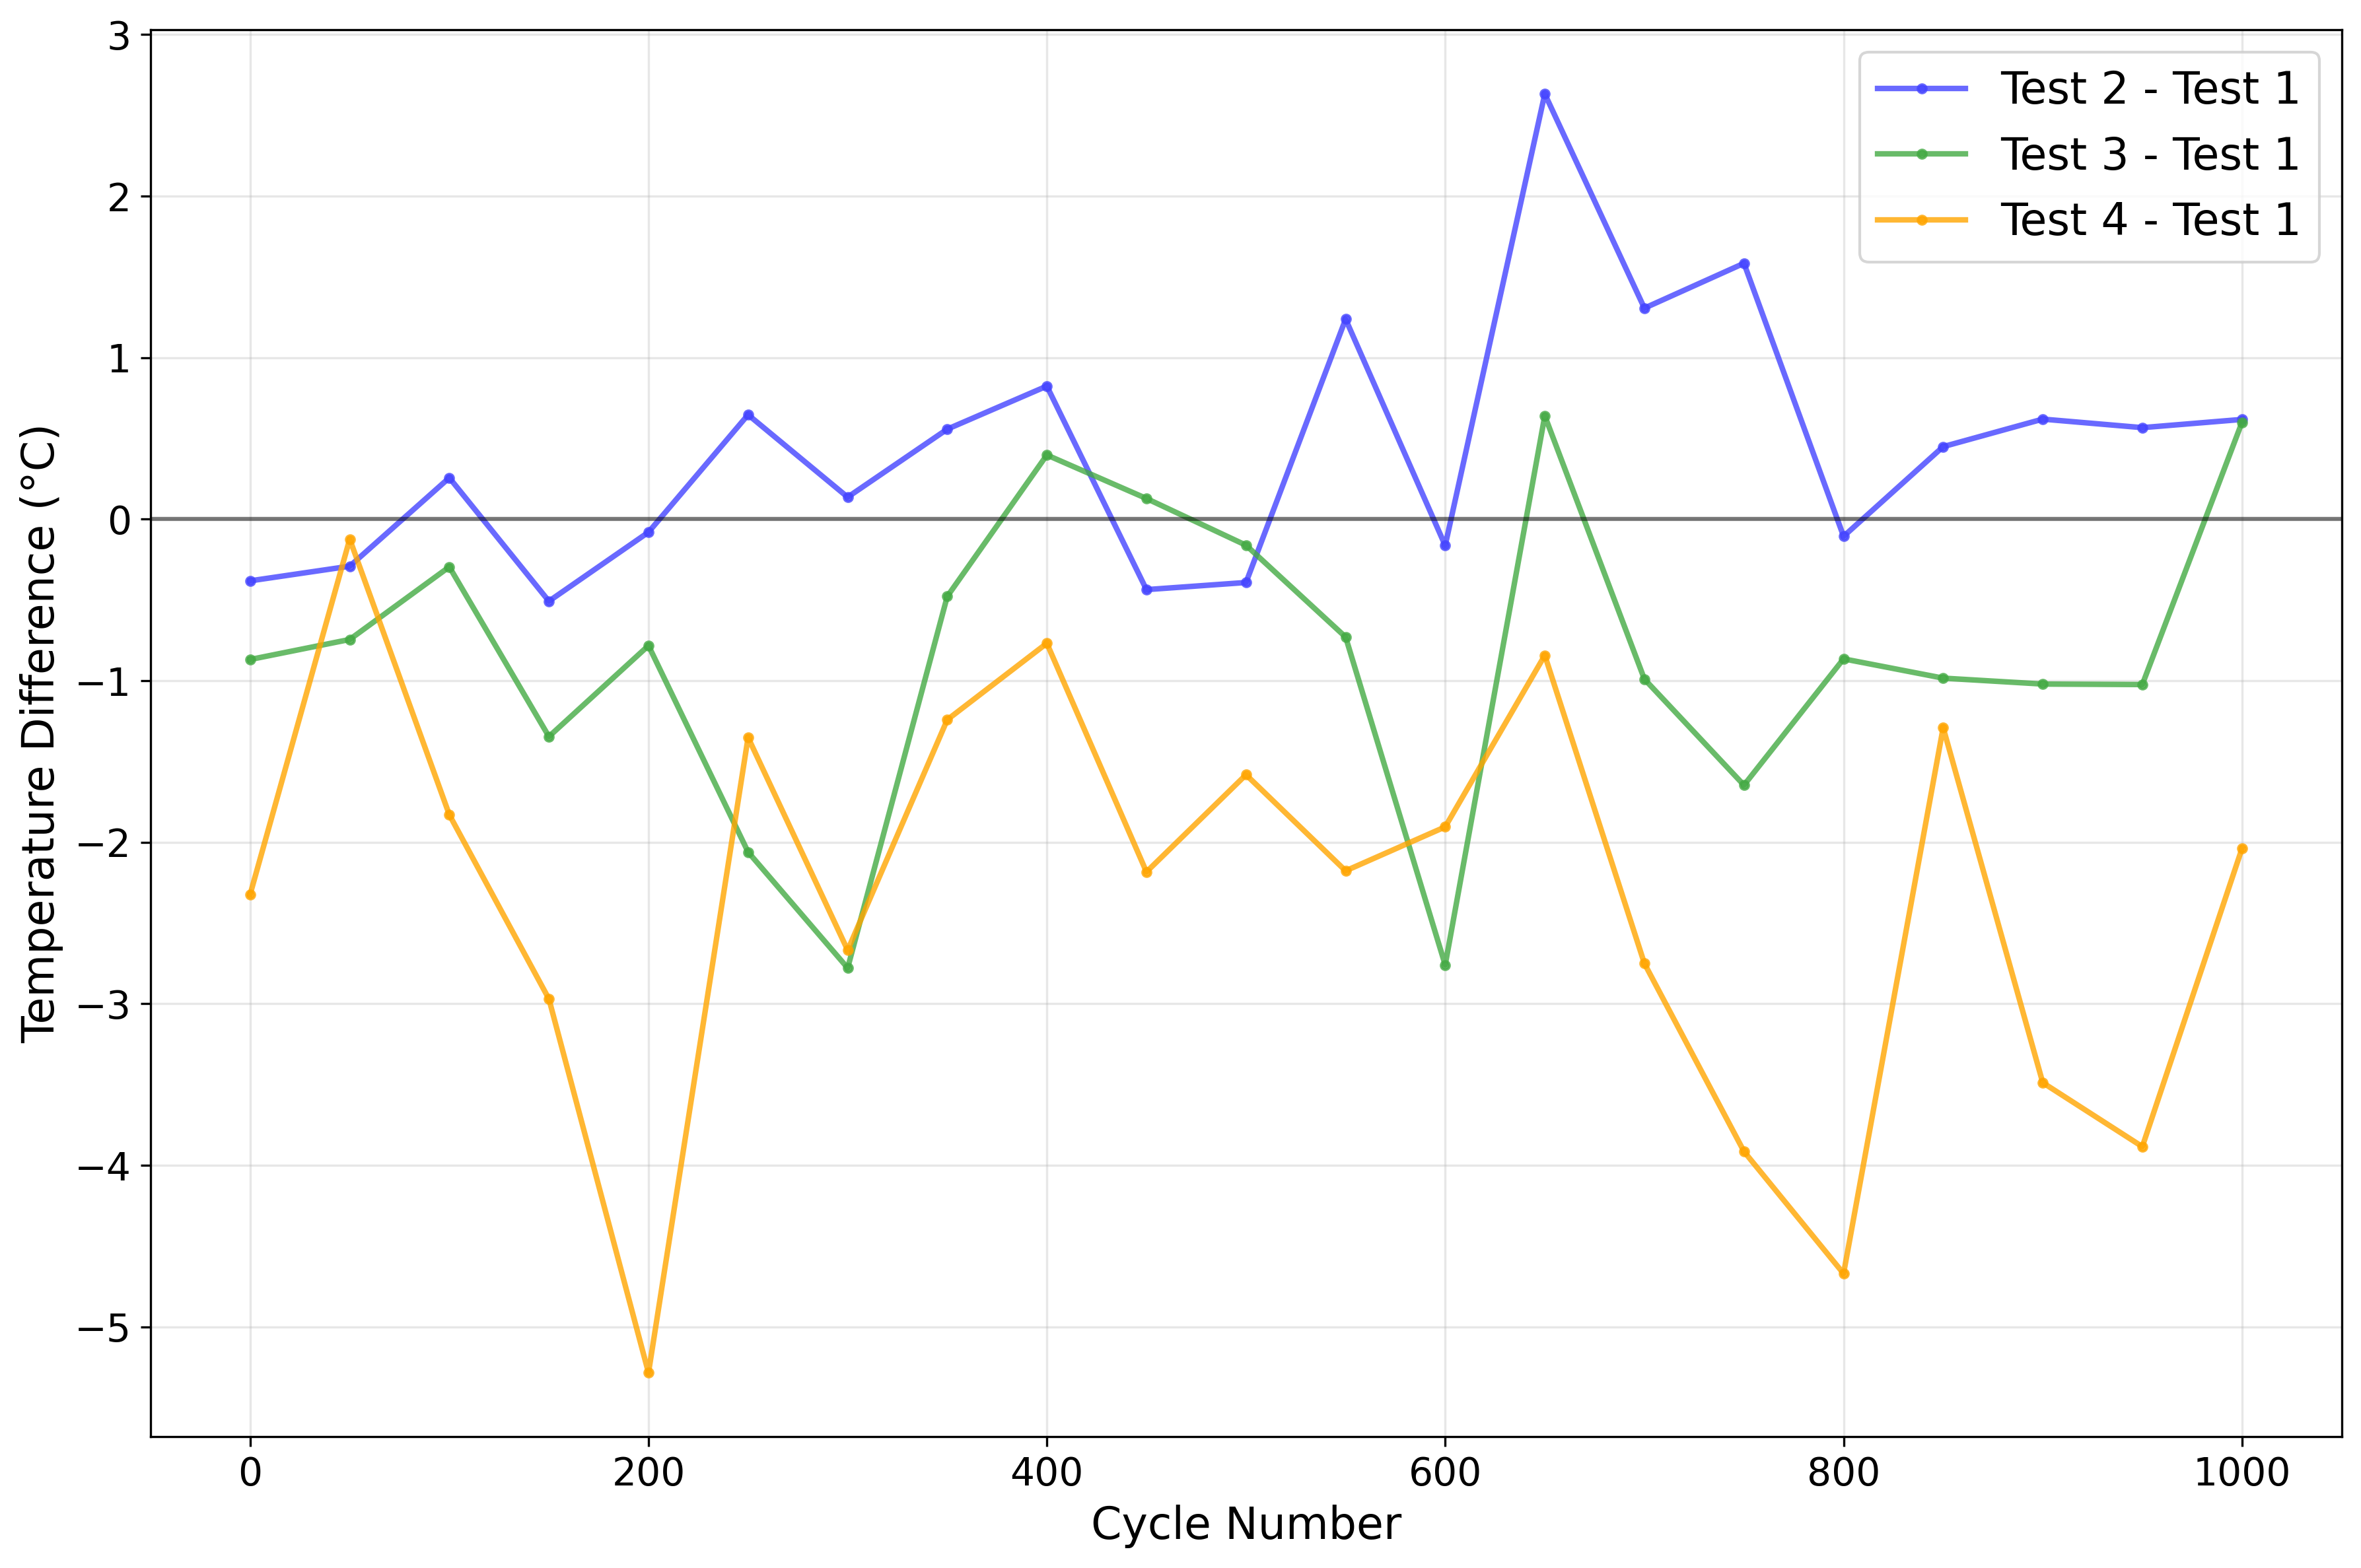 3
2
1
0
−1
−2
−3
−4
−5
Temperature Difference (°C)
Test 2 - Test 1
Test 3 - Test 1
Test 4 - Test 1
0 200 400 600 800 1000
Cycle Number